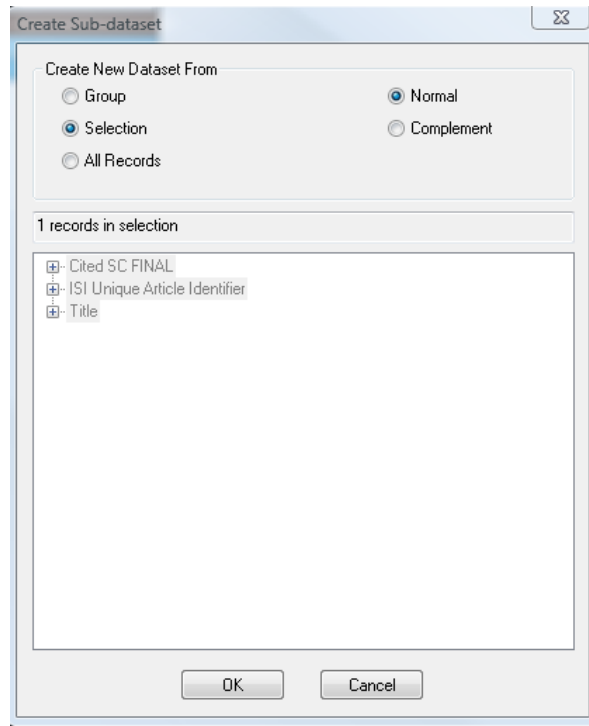 Create Sub-dataset
Create New Dataset From
Group
Normal
Selection
Complement
All Records
1 records in selection
Cited SC FINAL
ISI Unique Article Identifier
Title
OK
Cancel